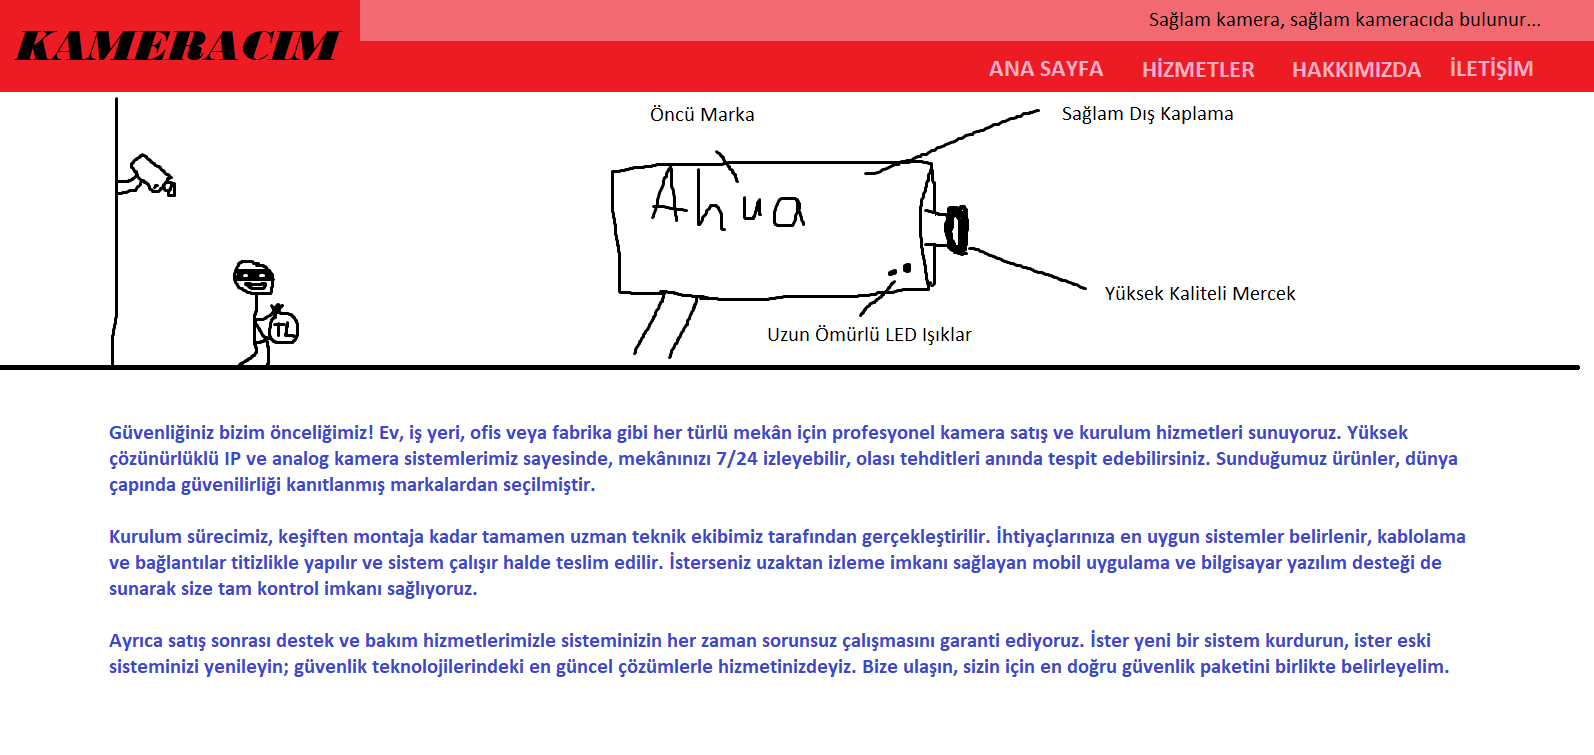 KAMERACIM
Sağlam kamera, sağlam kameracıda bulunur...
ANA SAYFA HİZMETLER HAKKIMIZDA İLETİŞİM
Öncü Marka
Sağlam Dış Kaplama
Ahua
Yüksek Kaliteli Mercek
TL
Uzun Ömürlü LED Işıklar
Güvenliğiniz bizim önceliğimiz! Ev, iş yeri, ofis veya fabrika gibi her türlü mekân için profesyonel kamera satış ve kurulum hizmetleri sunuyoruz. Yüksek
çözünürlüklü IP ve analog kamera sistemlerimiz sayesinde, mekânınızı 7/24 izleyebilir, olası tehditleri anında tespit edebilirsiniz. Sunduğumuz ürünler, dünya
çapında güvenilirliği kanıtlanmış markalardan seçilmiştir.
Kurulum sürecimiz, keşiften montaja kadar tamamen uzman teknik ekibimiz tarafından gerçekleştirilir. İhtiyaçlarınıza en uygun sistemler belirlenir, kablolama
ve bağlantılar titizlikle yapılır ve sistem çalışır halde teslim edilir. İsterseniz uzaktan izleme imkanı sağlayan mobil uygulama ve bilgisayar yazılım desteği de
sunarak size tam kontrol imkanı sağlıyoruz.
Ayrıca satış sonrası destek ve bakım hizmetlerimizle sisteminizin her zaman sorunsuz çalışmasını garanti ediyoruz. İster yeni bir sistem kurdurun, ister eski
sisteminizi yenileyin; güvenlik teknolojilerindeki en güncel çözümlerle hizmetinizdeyiz. Bize ulaşın, sizin için en doğru güvenlik paketini birlikte belirleyelim.